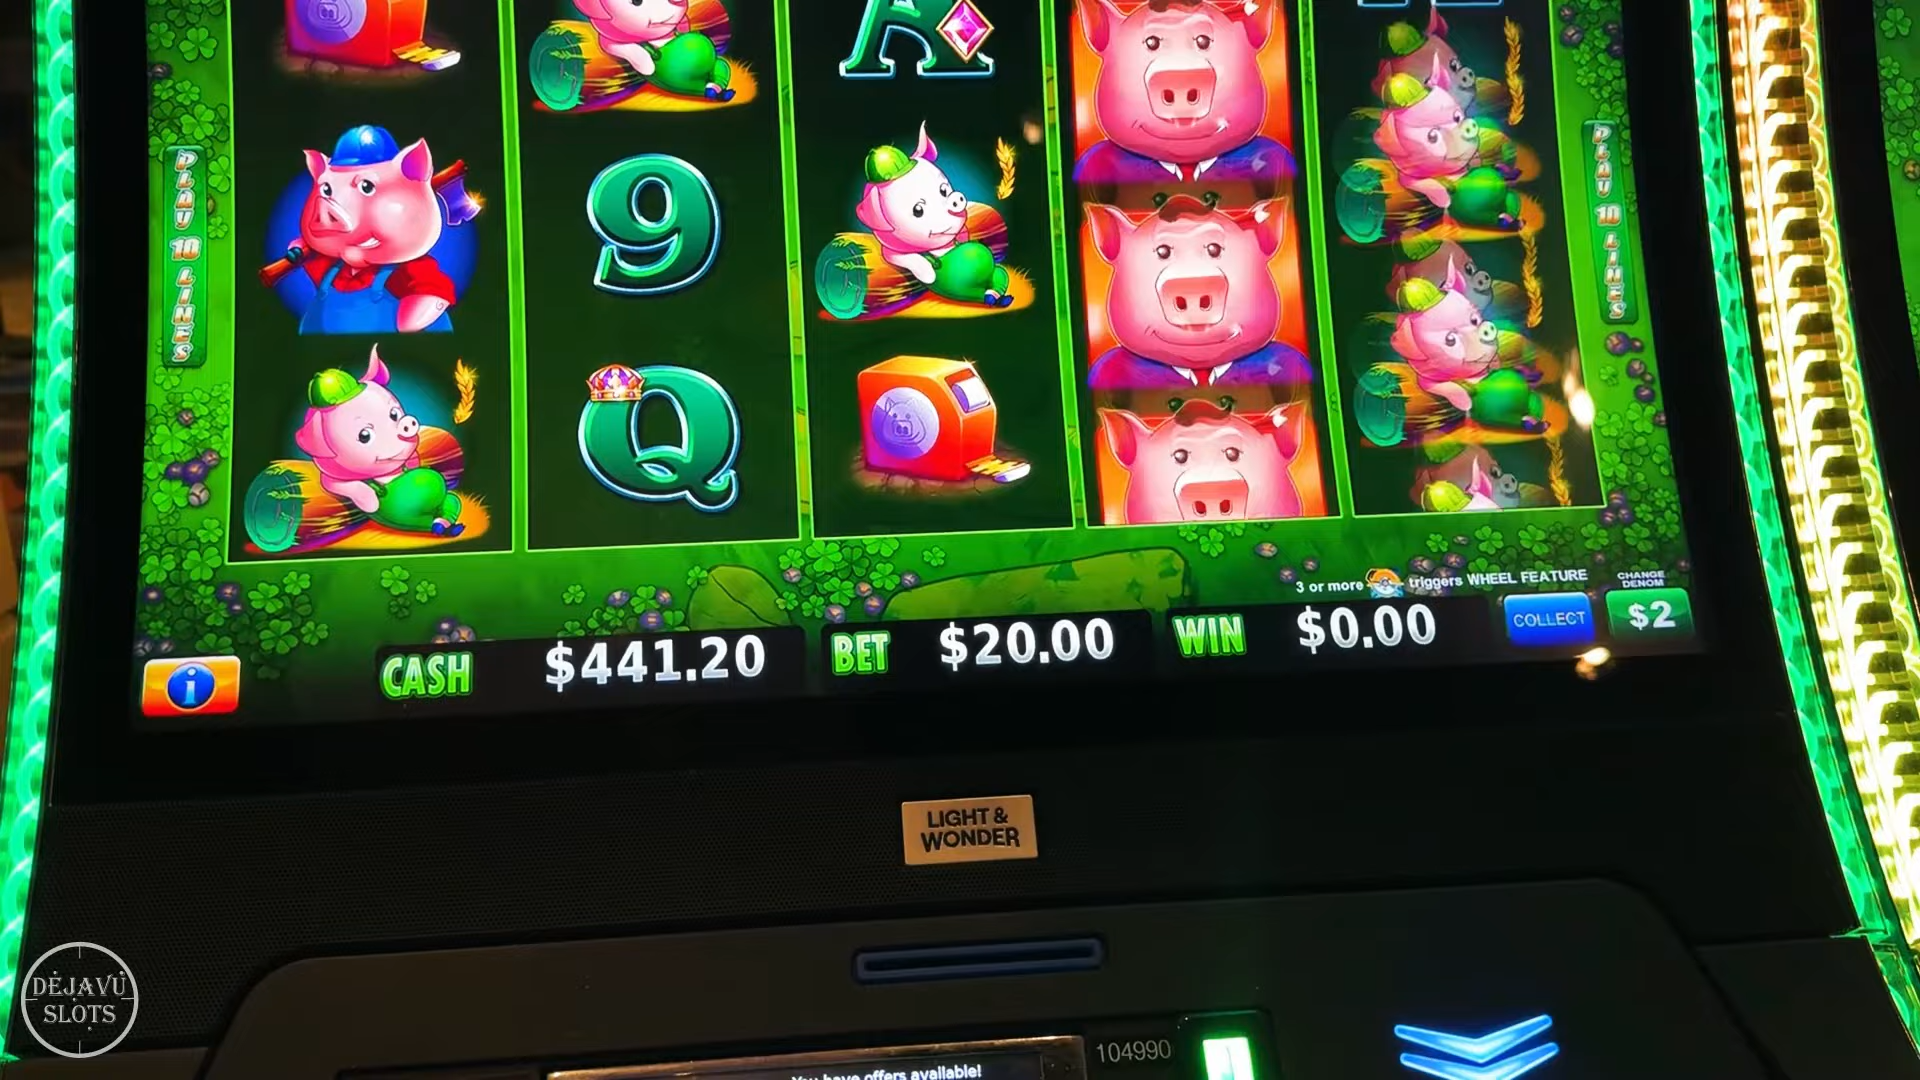 A
PLAY 10 LINES
PLAY 10 LINES
9
Q
3 or more triggers WHEEL FEATURE
CHANGE
DENOM
CASH $441.20 BET $20.00 WIN $0.00 COLLECT $2
i
LIGHT &
WONDER
DEJAVU
SLOTS
104990
You have offers available!